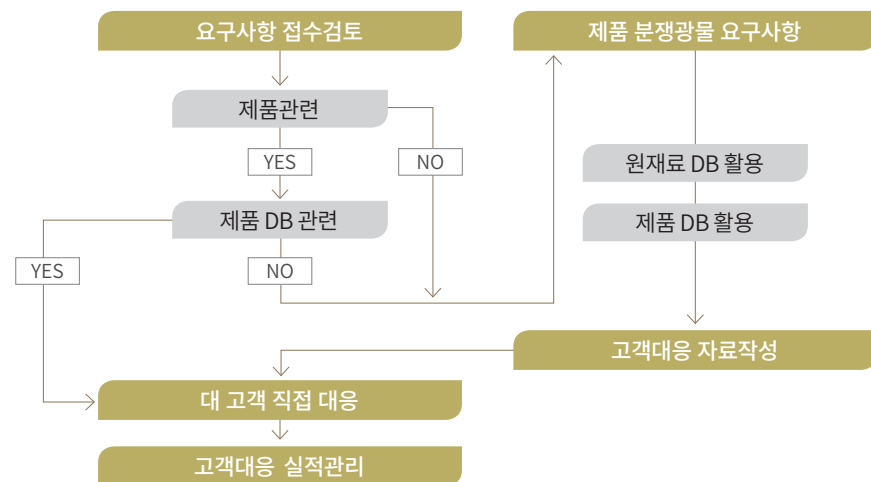 요구사항 접수검토
제품 분쟁광물 요구사항
제품관련
YES
NO
원재료 DB 활용
제품 DB 관련
제품 DB 활용
YES
NO
고객대응 자료작성
대 고객 직접 대응
고객대응 실적관리